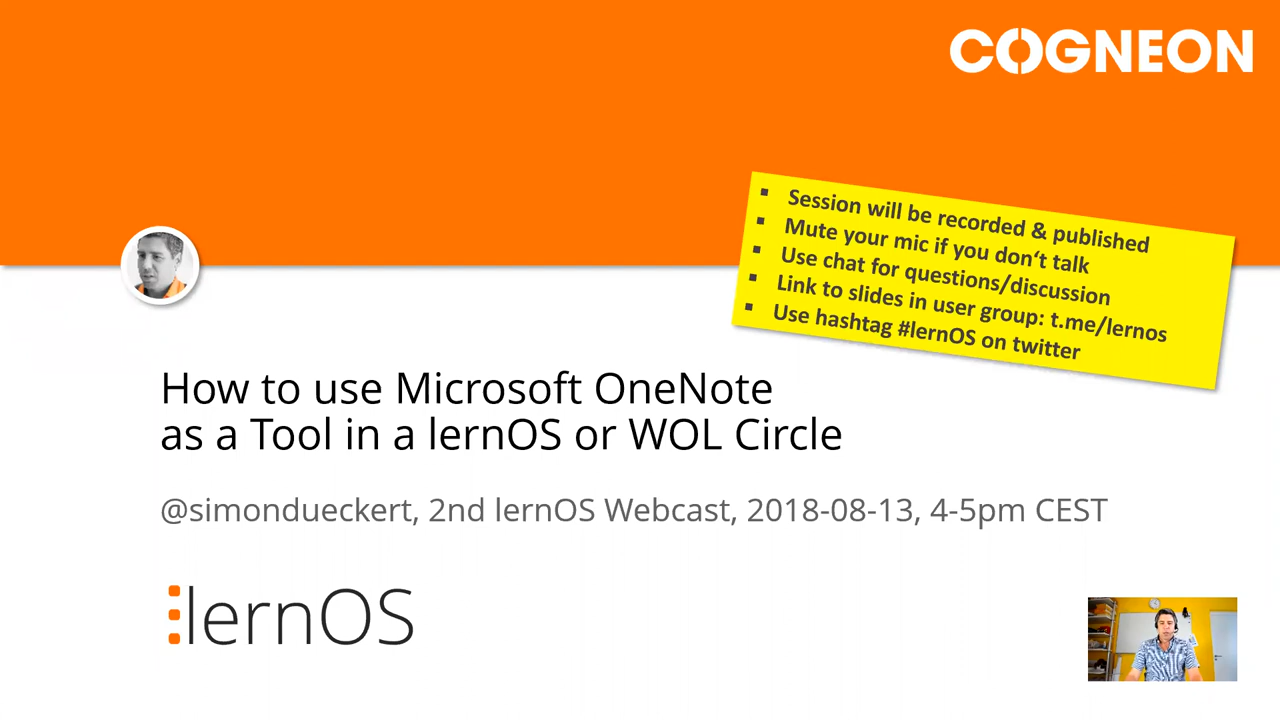 COGNEON
▪ Session will be recorded & published
▪ Mute your mic if you don‘t talk
▪ Use chat for questions/discussion
▪ Link to slides in user group: t.me/lernos
▪ Use hashtag #lernOS on twitter
How to use Microsoft OneNote
as a Tool in a lernOS or WOL Circle
@simondueckert, 2nd lernOS Webcast, 2018-08-13, 4-5pm CEST
lernOS